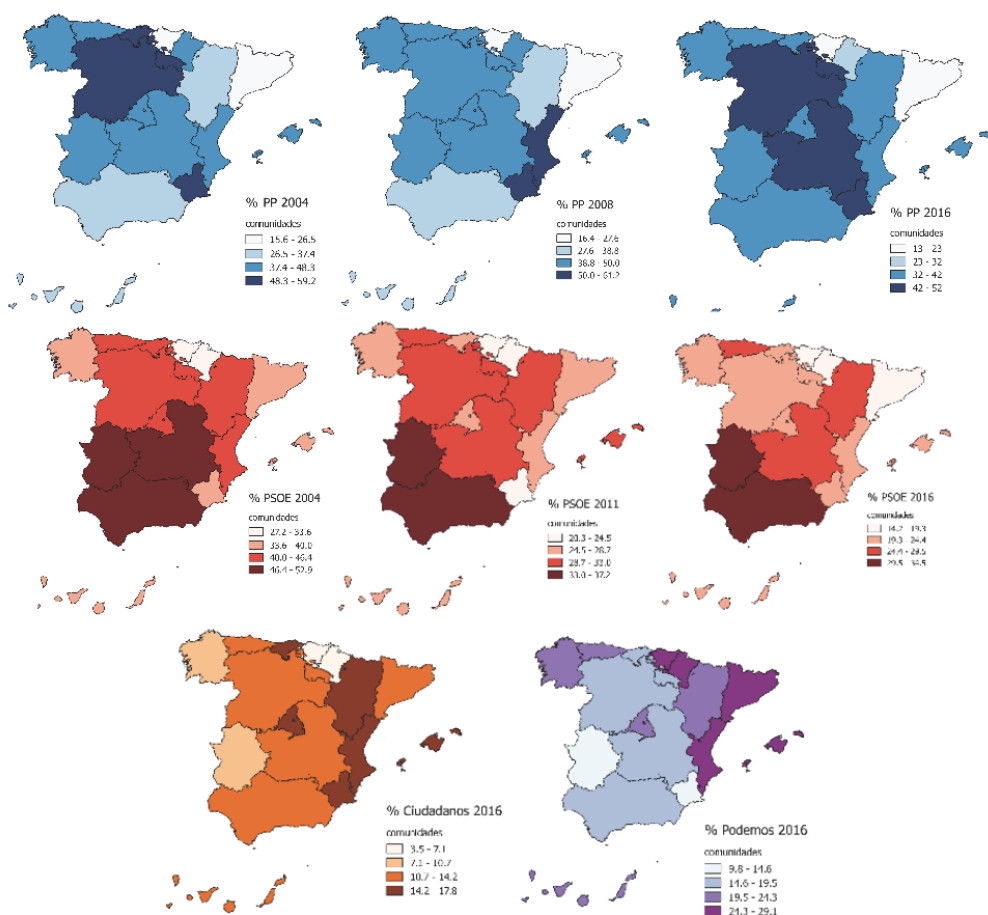 % PP 2004
comunidades
15.6 - 26.5
26.5 - 37.4
37.4 - 48.3
48.3 - 59.2
% PP 2008
comunidades
16.4 - 27.6
27.6 - 38.8
38.8 - 50.0
50.0 - 61.2
% PP 2016
comunidades
13 - 23
23 - 32
32 - 42
42 - 52
% PSOE 2004
comunidades
27.2 - 33.6
33.6 - 40.0
40.0 - 46.4
46.4 - 52.9
% PSOE 2011
comunidades
20.3 - 24.5
24.5 - 28.7
28.7 - 33.0
33.0 - 37.2
% PSOE 2016
comunidades
14.2 - 19.3
19.3 - 24.4
24.4 - 29.5
29.5 - 34.5
% Ciudadanos 2016
comunidades
3.5 - 7.1
7.1 - 10.7
10.7 - 14.2
14.2 - 17.8
% Podemos 2016
comunidades
9.8 - 14.6
14.6 - 19.5
19.5 - 24.3
24.3 - 29.1